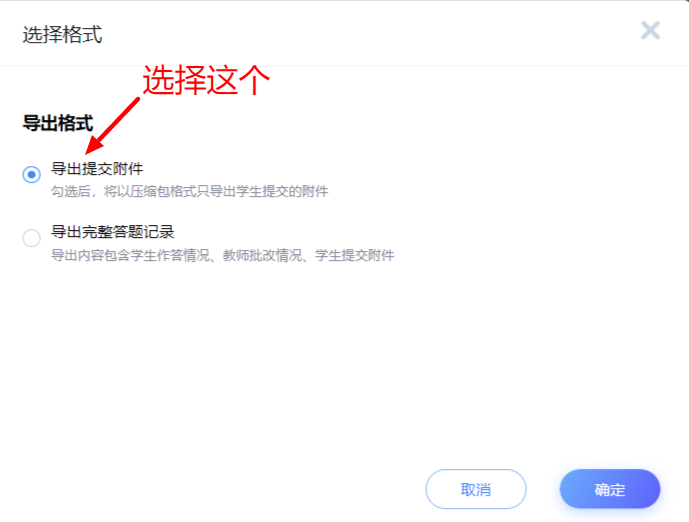 选择格式
选择这个
导出格式
导出提交附件
勾选后，将以压缩包格式只导出学生提交的附件
导出完整答题记录
导出内容包含学生作答情况、教师批改情况、学生提交附件
取消
确定